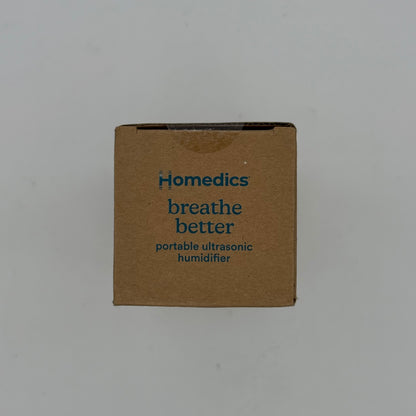 Homedics
breathe
better
portable ultrasonic
humidifier